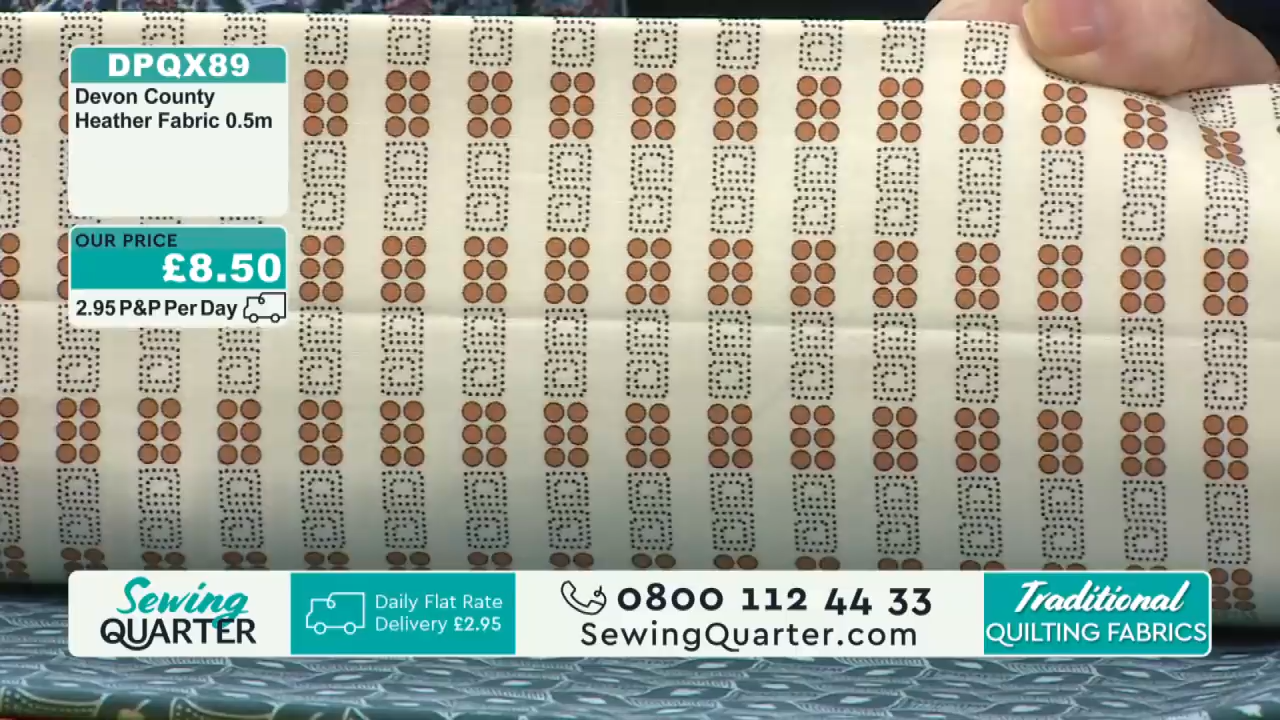 DPQX89
Devon County
Heather Fabric 0.5m
OUR PRICE
£8.50
2.95 P&P Per Day
Sewing
QUARTER
Daily Flat Rate
Delivery £2.95
0800 112 44 33
SewingQuarter.com
Traditional
QUILTING FABRICS